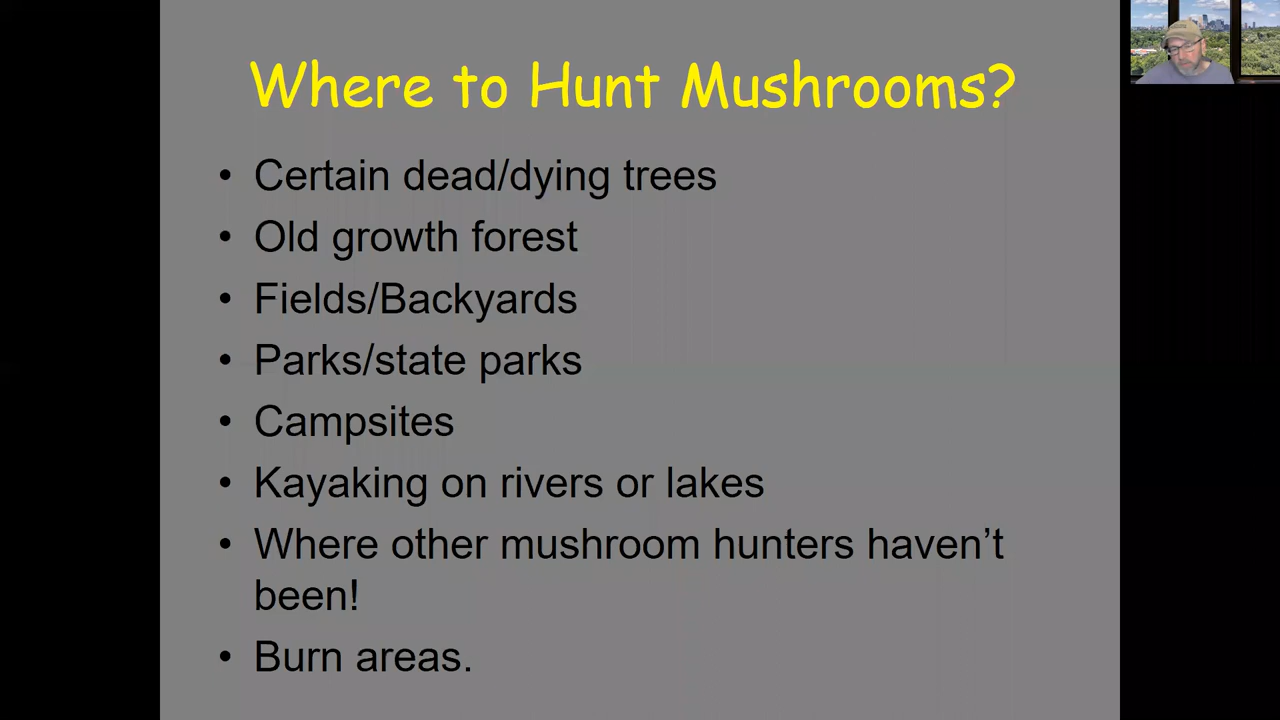 Where to Hunt Mushrooms?
• Certain dead/dying trees
• Old growth forest
• Fields/Backyards
• Parks/state parks
• Campsites
• Kayaking on rivers or lakes
• Where other mushroom hunters haven’t
been!
• Burn areas.